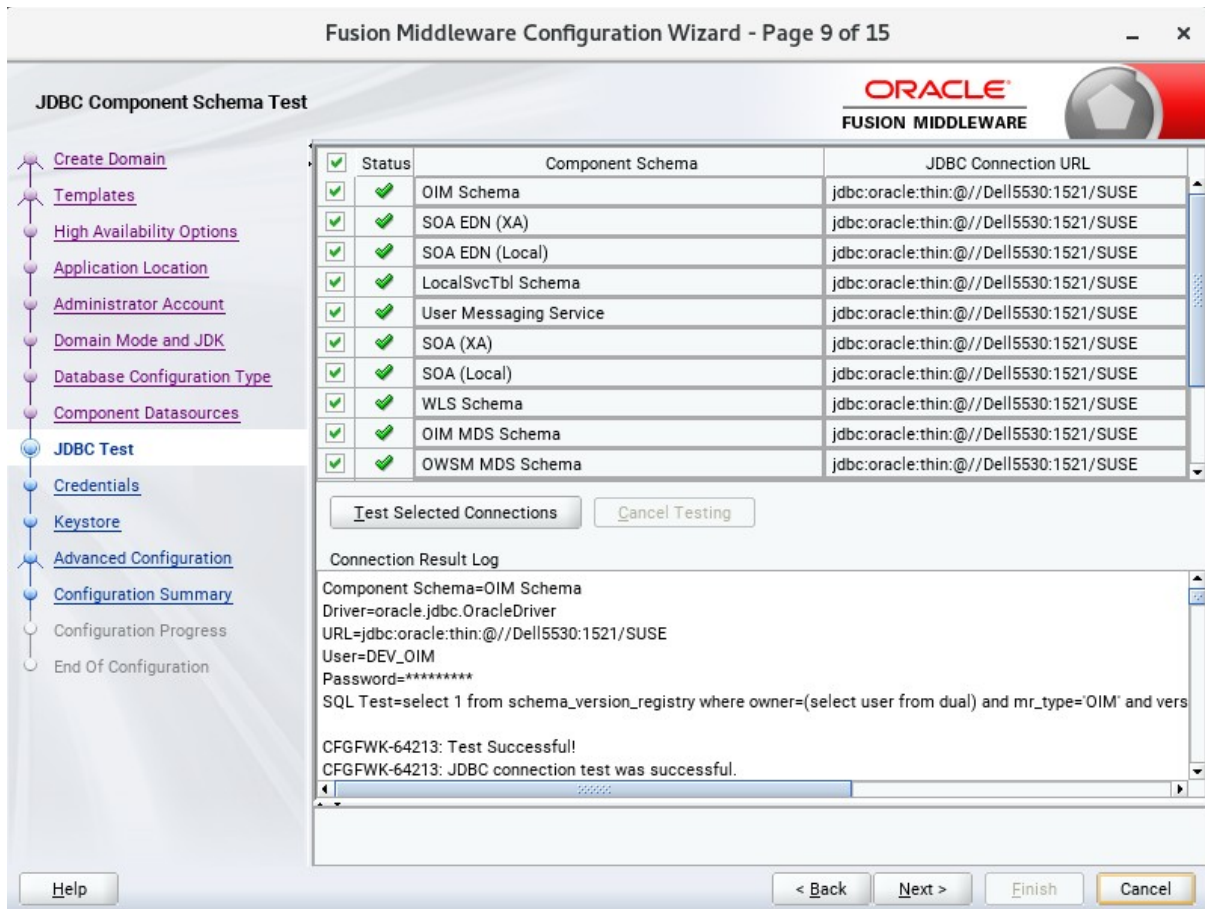 Fusion Middleware Configuration Wizard - Page 9 of 15
JDBC Component Schema Test
ORACLE
FUSION MIDDLEWARE
Create Domain
Templates
High Availability Options
Application Location
Administrator Account
Domain Mode and JDK
Database Configuration Type
Component Datasources
JDBC Test
Credentials
Keystore
Advanced Configuration
Configuration Summary
Configuration Progress
End Of Configuration
Status Component Schema JDBC Connection URL
OIM Schema jdbc:oracle:thin:@//Dell5530:1521/SUSE
SOA EDN (XA) jdbc:oracle:thin:@//Dell5530:1521/SUSE
SOA EDN (Local) jdbc:oracle:thin:@//Dell5530:1521/SUSE
LocalSvcTbl Schema jdbc:oracle:thin:@//Dell5530:1521/SUSE
User Messaging Service jdbc:oracle:thin:@//Dell5530:1521/SUSE
SOA (XA) jdbc:oracle:thin:@//Dell5530:1521/SUSE
SOA (Local) jdbc:oracle:thin:@//Dell5530:1521/SUSE
WLS Schema jdbc:oracle:thin:@//Dell5530:1521/SUSE
OIM MDS Schema jdbc:oracle:thin:@//Dell5530:1521/SUSE
OWSM MDS Schema jdbc:oracle:thin:@//Dell5530:1521/SUSE
Test Selected Connections Cancel Testing
Connection Result Log
Component Schema=OIM Schema
Driver=oracle.jdbc.OracleDriver
URL=jdbc:oracle:thin:@//Dell5530:1521/SUSE
User=DEV_OIM
Password=*********
SQL Test=select 1 from schema_version_registry where owner=(select user from dual) and mr_type='OIM' and vers
CFGFWK-64213: Test Successful!
CFGFWK-64213: JDBC connection test was successful.
Help < Back Next > Finish Cancel